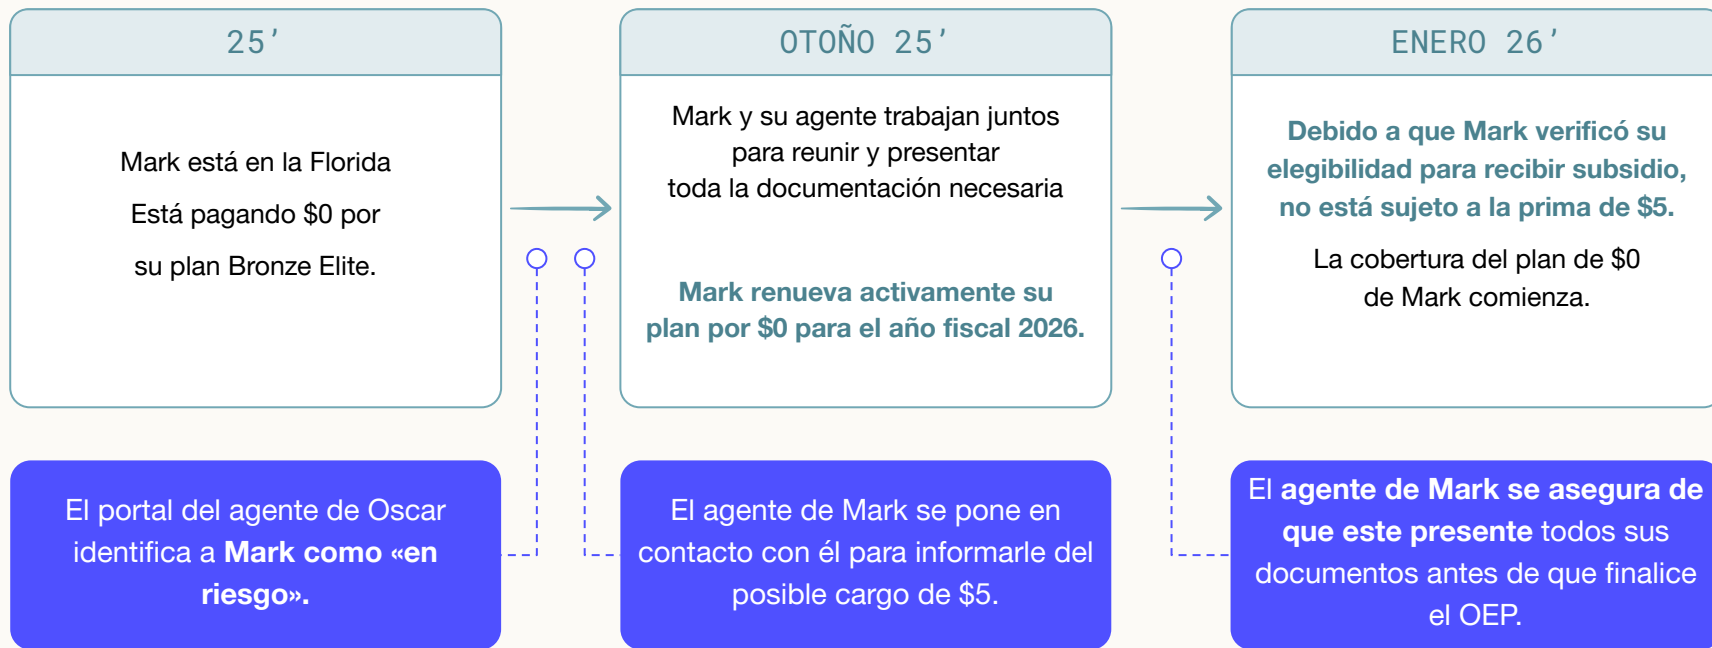 25’
Mark está en la Florida
Está pagando $0 por
su plan Bronze Elite.
OTOÑO 25’
Mark y su agente trabajan juntos
para reunir y presentar
toda la documentación necesaria
Mark renueva activamente su
plan por $0 para el año fiscal 2026.
ENERO 26’
Debido a que Mark verificó su
elegibilidad para recibir subsidio,
no está sujeto a la prima de $5.
La cobertura del plan de $0
de Mark comienza.
El portal del agente de Oscar
identifica a Mark como «en
riesgo».
El agente de Mark se pone en
contacto con él para informarle del
posible cargo de $5.
El agente de Mark se asegura de
que este presente todos sus
documentos antes de que finalice
el OEP.